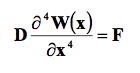 D ∂⁴W(x)/∂x⁴ = F